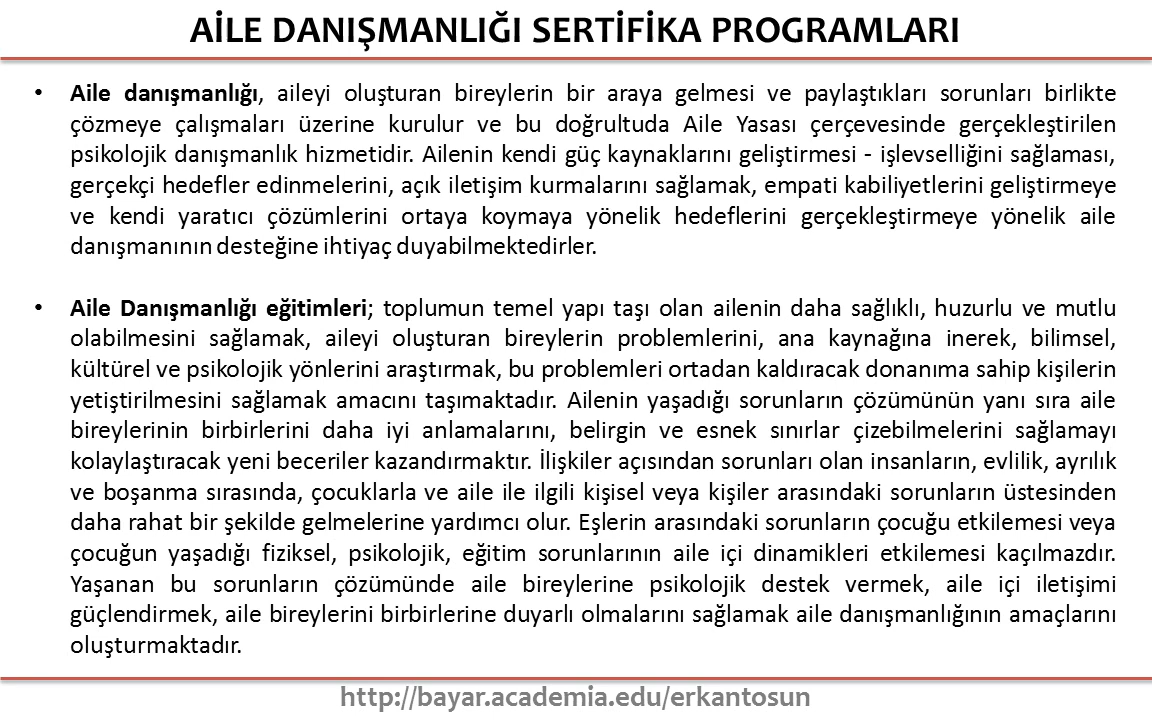 AİLE DANIŞMANLIĞI SERTİFİKA PROGRAMLARI
• Aile danışmanlığı, aileyi oluşturan bireylerin bir araya gelmesi ve paylaştıkları sorunları birlikte
çözmeye çalışmaları üzerine kurulur ve bu doğrultuda Aile Yasası çerçevesinde gerçekleştirilen
psikolojik danışmanlık hizmetidir. Ailenin kendi güç kaynaklarını geliştirmesi - işlevselliğini sağlaması,
gerçekçi hedefler edinmelerini, açık iletişim kurmalarını sağlamak, empati kabiliyetlerini geliştirmeye
ve kendi yaratıcı çözümlerini ortaya koymaya yönelik hedeflerini gerçekleştirmeye yönelik aile
danışmanının desteğine ihtiyaç duyabilmektedirler.
• Aile Danışmanlığı eğitimleri; toplumun temel yapı taşı olan ailenin daha sağlıklı, huzurlu ve mutlu
olabilmesini sağlamak, aileyi oluşturan bireylerin problemlerini, ana kaynağına inerek, bilimsel,
kültürel ve psikolojik yönlerini araştırmak, bu problemleri ortadan kaldıracak donanıma sahip kişilerin
yetiştirilmesini sağlamak amacını taşımaktadır. Ailenin yaşadığı sorunların çözümünün yanı sıra aile
bireylerinin birbirlerini daha iyi anlamalarını, belirgin ve esnek sınırlar çizebilmelerini sağlamayı
kolaylaştıracak yeni beceriler kazandırmaktır. İlişkiler açısından sorunları olan insanların, evlilik, ayrılık
ve boşanma sırasında, çocuklarla ve aile ile ilgili kişisel veya kişiler arasındaki sorunların üstesinden
daha rahat bir şekilde gelmelerine yardımcı olur. Eşlerin arasındaki sorunların çocuğu etkilemesi veya
çocuğun yaşadığı fiziksel, psikolojik, eğitim sorunlarının aile içi dinamikleri etkilemesi kaçılmazdır.
Yaşanan bu sorunların çözümünde aile bireylerine psikolojik destek vermek, aile içi iletişimi
güçlendirmek, aile bireylerini birbirlerine duyarlı olmalarını sağlamak aile danışmanlığının amaçlarını
oluşturmaktadır.
http://bayar.academia.edu/erkantosun